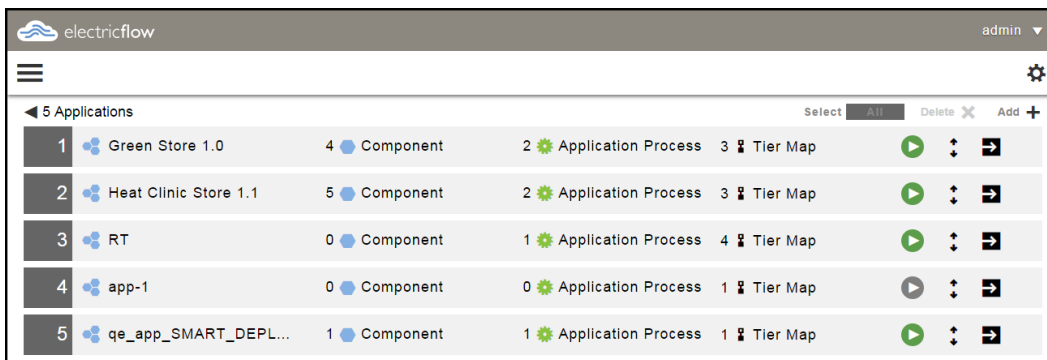 electricflow admin
5 Applications Select All Delete Add
1 Green Store 1.0 4 Component 2 Application Process 3 Tier Map
2 Heat Clinic Store 1.1 5 Component 2 Application Process 3 Tier Map
3 RT 0 Component 1 Application Process 4 Tier Map
4 app-1 0 Component 0 Application Process 1 Tier Map
5 qe_app_SMART_DEPL... 1 Component 1 Application Process 1 Tier Map